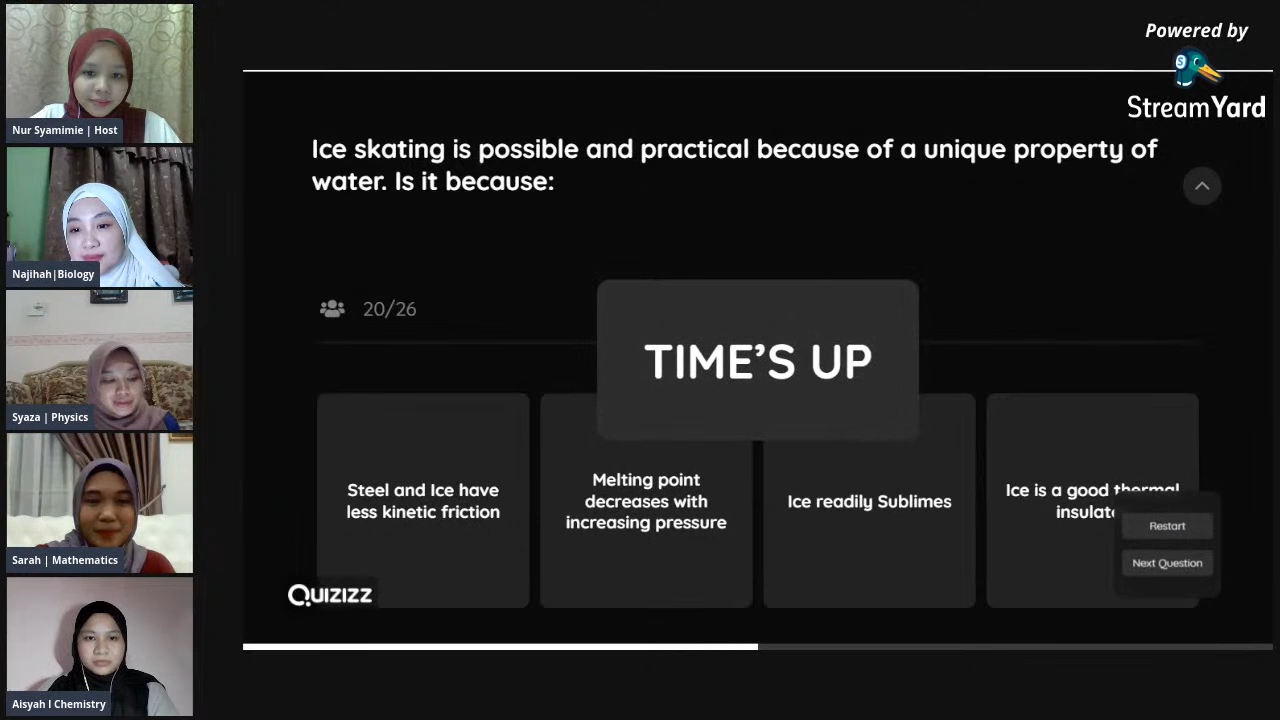 Powered by
StreamYard
Nur Syamimie | Host
Najihah|Biology
Syaza | Physics
Sarah | Mathematics
Aisyah l Chemistry
Ice skating is possible and practical because of a unique property of
water. Is it because:
20/26
TIME'S UP
Steel and Ice have
less kinetic friction
Melting point
decreases with
increasing pressure
Ice readily Sublimes
Ice is a good thermal
Restart
Next Question
QUIZIZZ